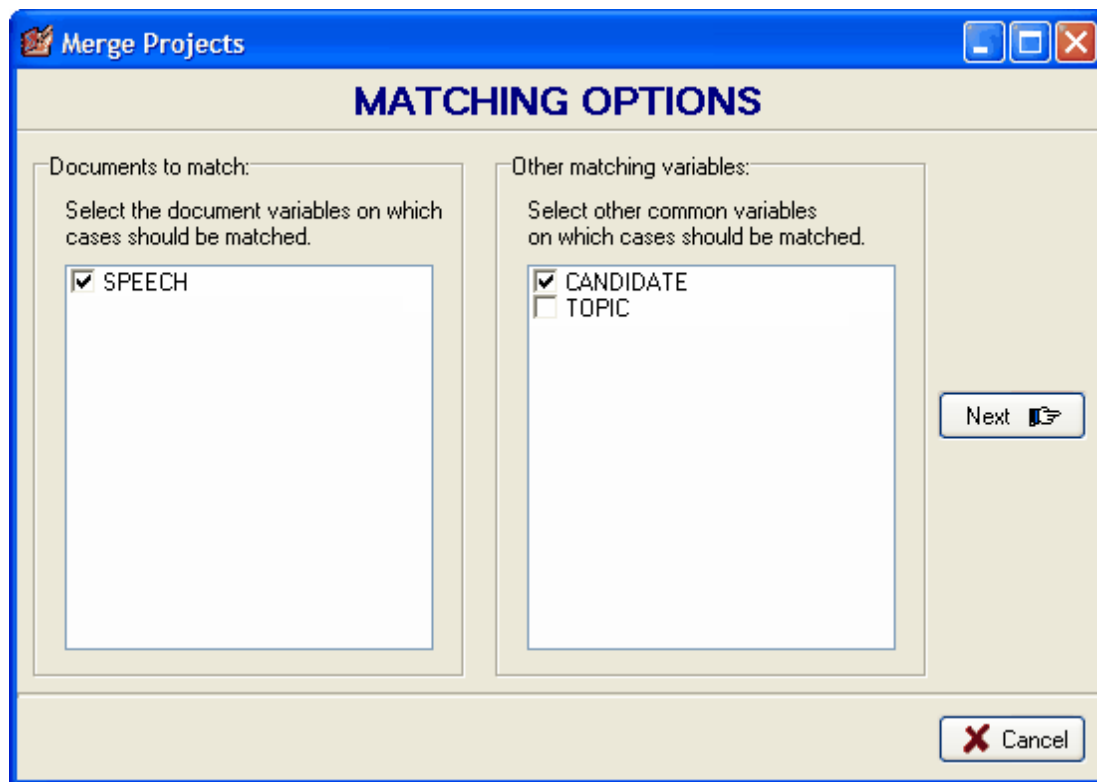 Merge Projects
MATCHING OPTIONS
Documents to match:
Select the document variables on which
cases should be matched.
SPEECH
Other matching variables:
Select other common variables
on which cases should be matched.
CANDIDATE
TOPIC
Next
Cancel